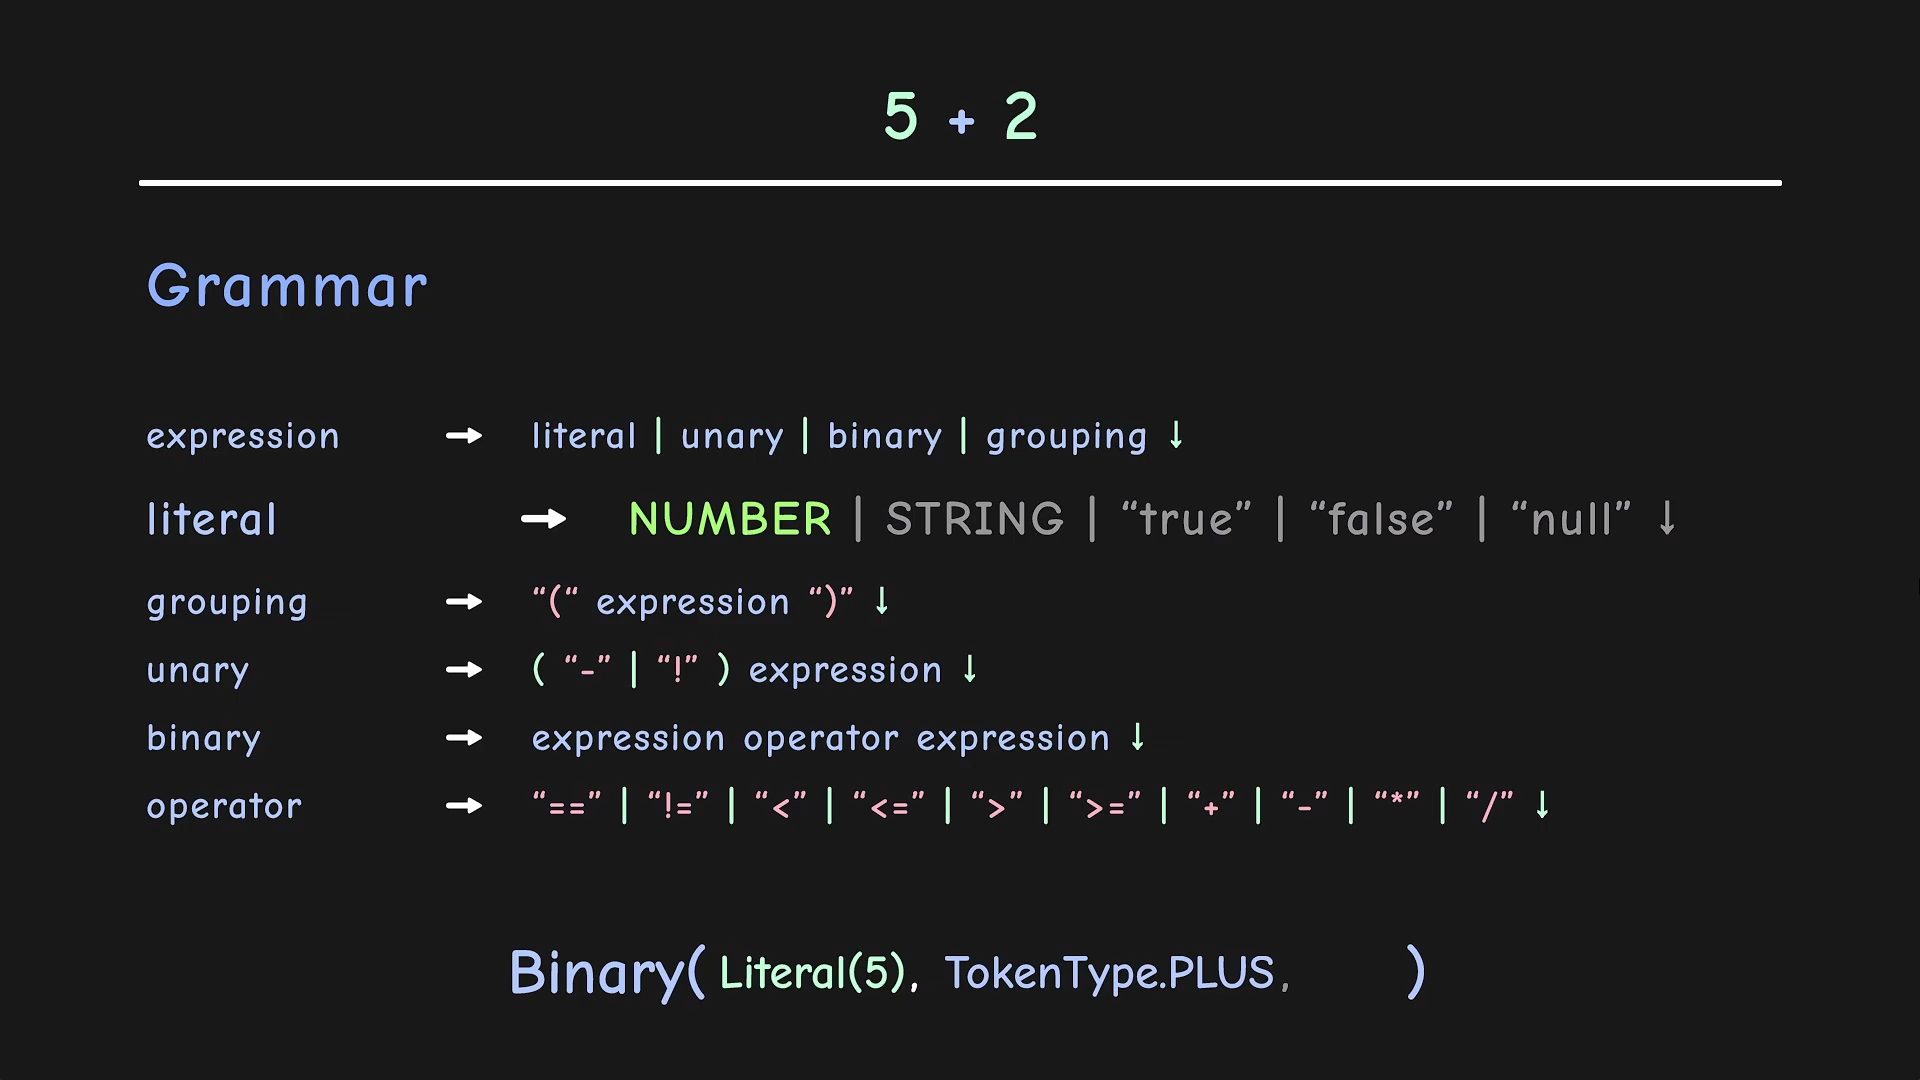 5 + 2
Grammar
expression → literal | unary | binary | grouping ↓
literal → NUMBER | STRING | “true” | “false” | “null” ↓
grouping → “(“ expression “)” ↓
unary → ( “-” | “!” ) expression ↓
binary → expression operator expression ↓
operator → “==” | “!=” | “<” | “<=” | “>” | “>=” | “+” | “-” | “*” | “/” ↓
Binary( Literal(5), TokenType.PLUS, )